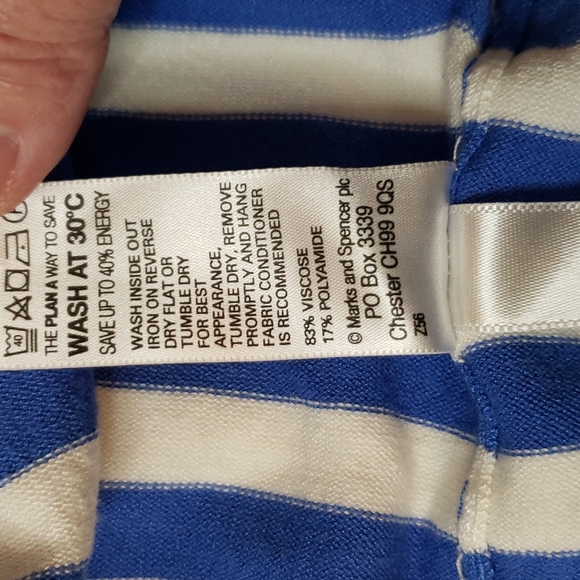 40
THE PLAN A WAY TO SAVE
WASH AT 30°C
SAVE UP TO 40% ENERGY
WASH INSIDE OUT
IRON ON REVERSE
DRY FLAT OR
TUMBLE DRY
FOR BEST
APPEARANCE,
TUMBLE DRY, REMOVE
PROMPTLY AND HANG
FABRIC CONDITIONER
IS RECOMMENDED
83% VISCOSE
17% POLYAMIDE
© Marks and Spencer plc
PO Box 3339
Chester CH99 9QS
Z56